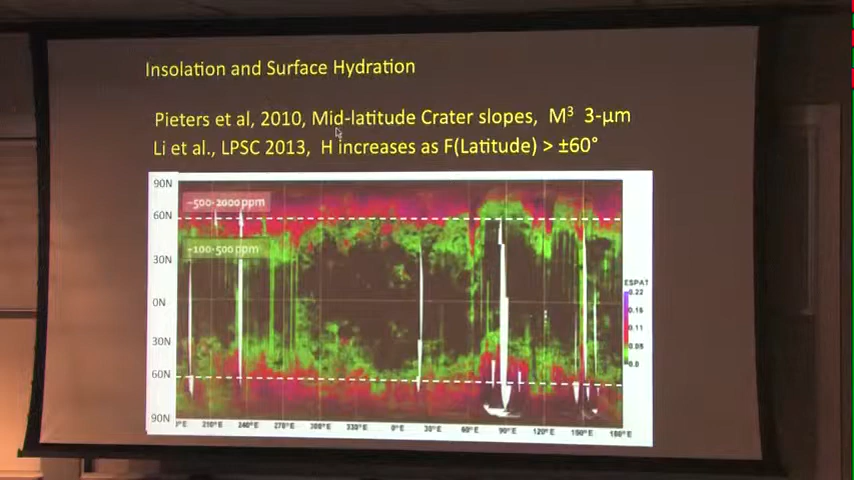 Insolation and Surface Hydration
Pieters et al, 2010, Mid-latitude Crater slopes, M³ 3-μm
Li et al., LPSC 2013, H increases as F(Latitude) > ±60°
90N
~500-2000 ppm
60N
~100-500 ppm
30N
0N
30N
60N
90N
ESPAT
0.22
0.16
0.11
0.05
0.0
210°E 240°E 270°E 300°E 330°E 0°E 30°E 60°E 90°E 120°E 150°E 180°E